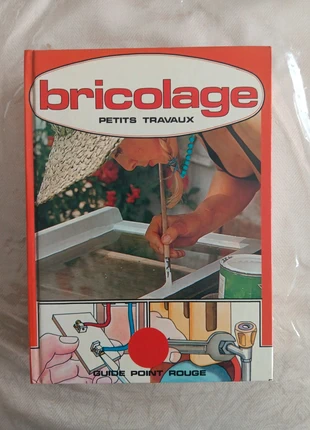 bricolage
PETITS TRAVAUX
GUIDE POINT ROUGE